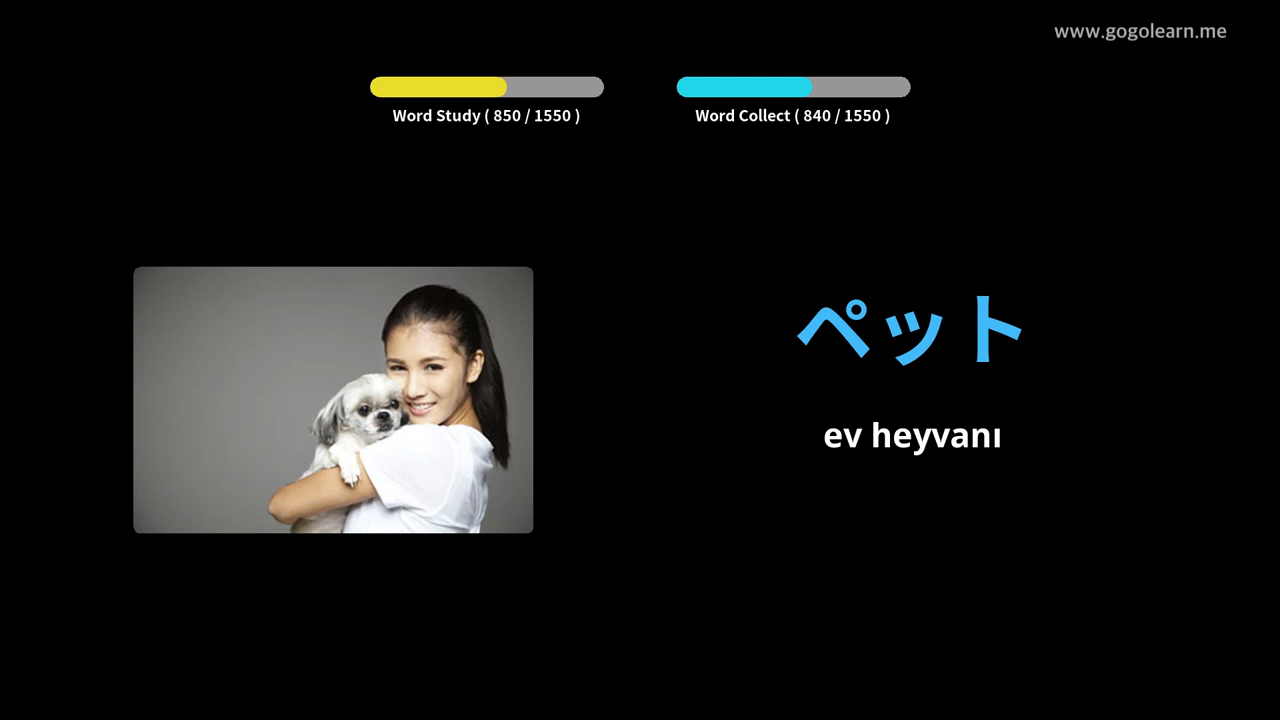 www.gogolearn.me
Word Study ( 850 / 1550 )
Word Collect ( 840 / 1550 )
ペット
ev heyvanı